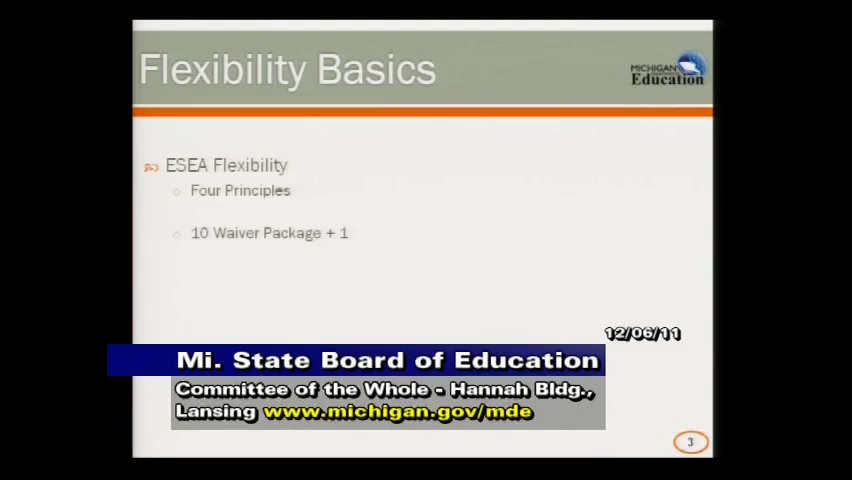 Flexibility Basics
MICHIGAN
Education
ESEA Flexibility
Four Principles
10 Waiver Package + 1
12/06/11
Mi. State Board of Education
Committee of the Whole - Hannah Bldg.,
Lansing www.michigan.gov/mde
3